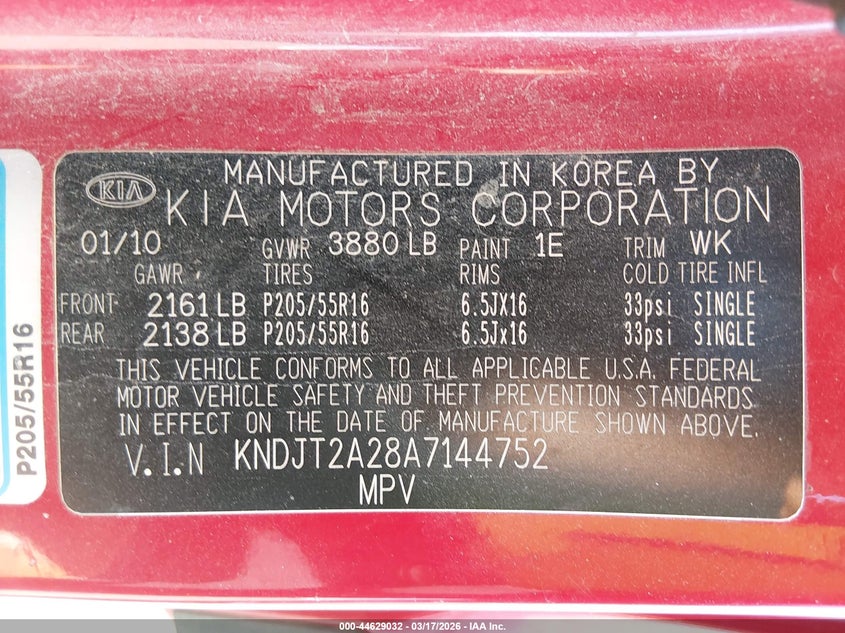 MANUFACTURED IN KOREA BY
KIA KIA MOTORS CORPORATION
01/10 GVWR 3880 LB PAINT 1E TRIM WK
GAWR TIRES RIMS COLD TIRE INFL
FRONT 2161 LB P205/55R16 6.5JX16 33psi SINGLE
REAR 2138 LB P205/55R16 6.5Jx16 33psi SINGLE
THIS VEHICLE CONFORMS TO ALL APPLICABLE U.S.A. FEDERAL
MOTOR VEHICLE SAFETY AND THEFT PREVENTION STANDARDS
IN EFFECT ON THE DATE OF MANUFACTURE SHOWN ABOVE.
V.I.N KNDJT2A28A7144752
MPV
P205/55R16
000-44629032 - 03/17/2026 - IAA Inc.